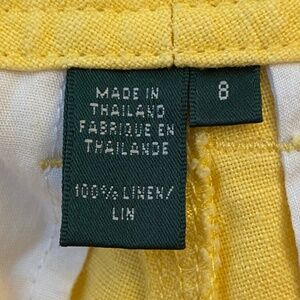 MADE IN
THAILAND
FABRIQUE EN
THAILANDE
100% LINEN/
LIN
8